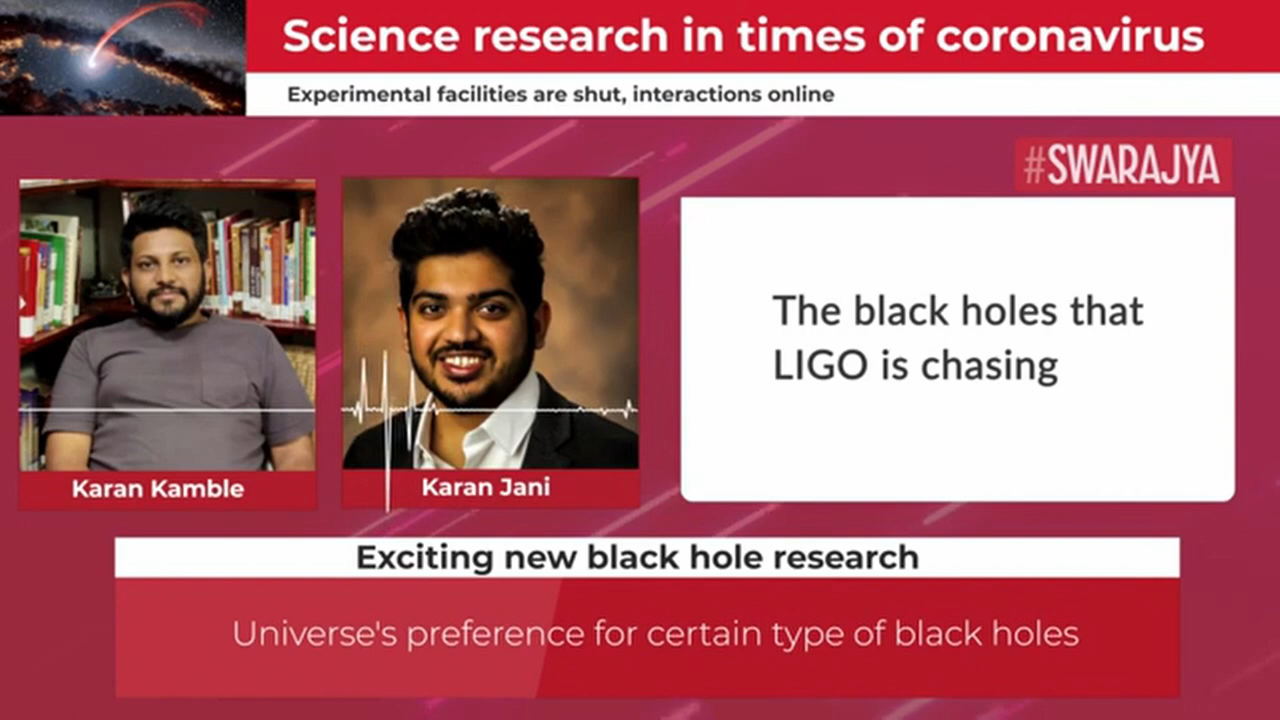 Science research in times of coronavirus
Experimental facilities are shut, interactions online
#SWARAJYA
The black holes that
LIGO is chasing
Karan Kamble
Karan Jani
Exciting new black hole research
Universe's preference for certain type of black holes